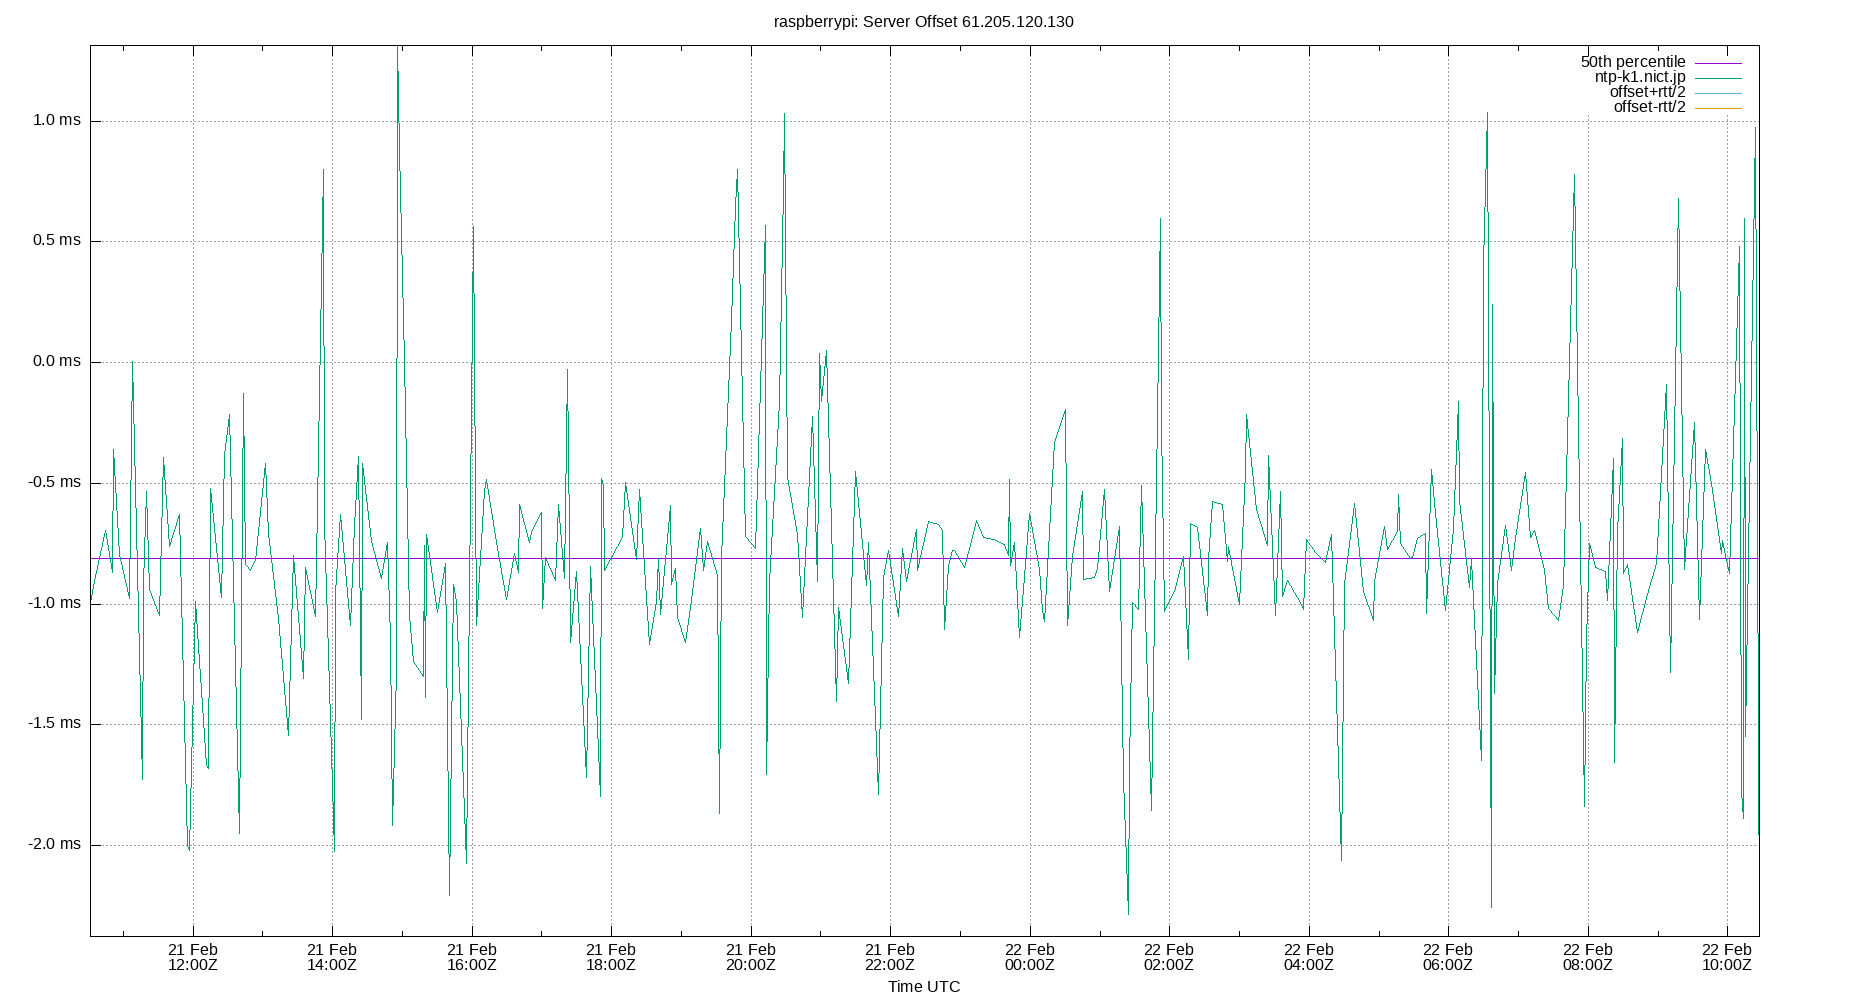 raspberrypi: Server Offset 61.205.120.130
50th percentile
ntp-k1.nict.jp
offset+rtt/2
offset-rtt/2
1.0 ms
0.5 ms
0.0 ms
-0.5 ms
-1.0 ms
-1.5 ms
-2.0 ms
21 Feb 21 Feb 21 Feb 21 Feb 21 Feb 21 Feb 22 Feb 22 Feb 22 Feb 22 Feb 22 Feb 22 Feb
12:00Z 14:00Z 16:00Z 18:00Z 20:00Z 22:00Z 00:00Z 02:00Z 04:00Z 06:00Z 08:00Z 10:00Z
Time UTC